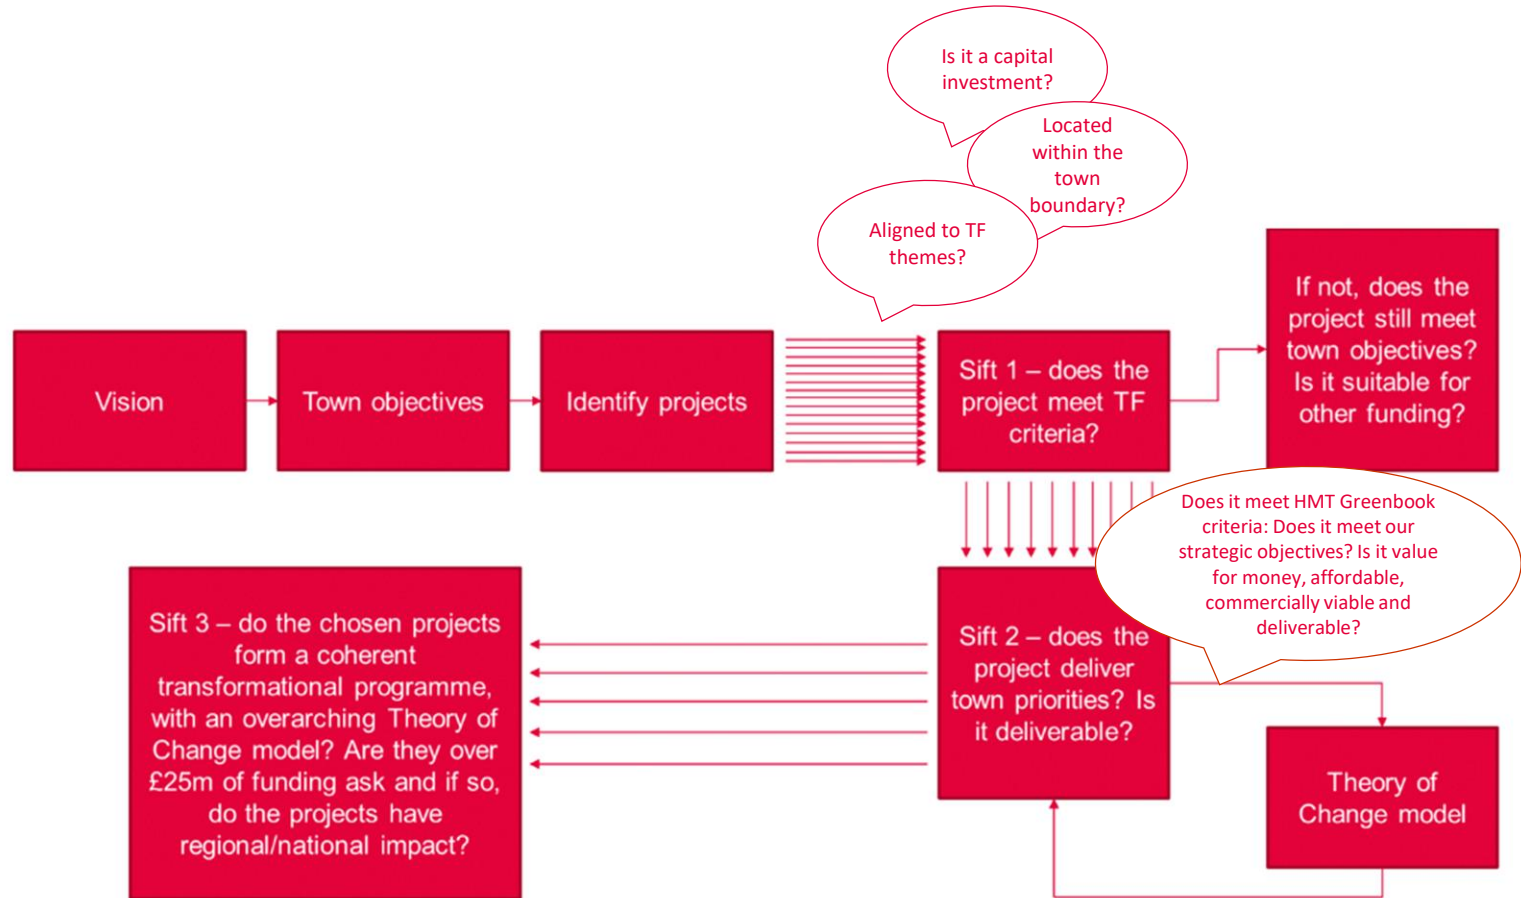 Is it a capital
investment?
Located
within the
town
boundary?
Aligned to TF
themes?
Vision
Town objectives
Identify projects
Sift 1 – does the
project meet TF
criteria?
If not, does the
project still meet
town objectives?
Is it suitable for
other funding?
Does it meet HMT Greenbook
criteria: Does it meet our
strategic objectives? Is it value
for money, affordable,
commercially viable and
deliverable?
Sift 2 – does the
project deliver
town priorities? Is
it deliverable?
Theory of
Change model
Sift 3 – do the chosen projects
form a coherent
transformational programme,
with an overarching Theory of
Change model? Are they over
£25m of funding ask and if so,
do the projects have
regional/national impact?